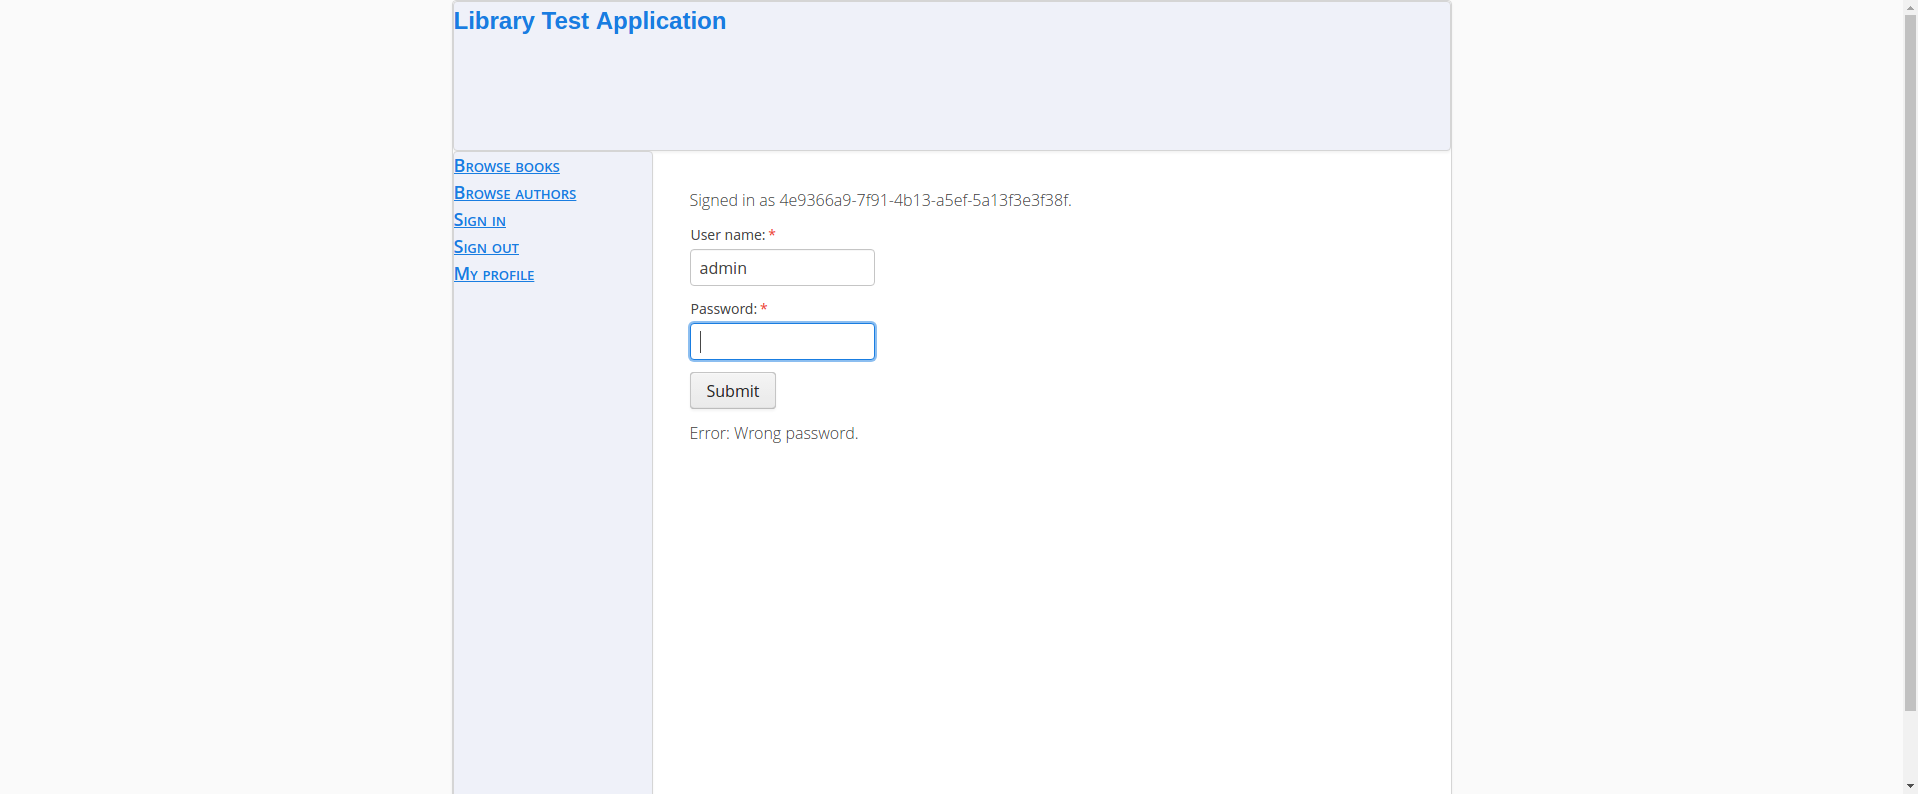 Library Test Application
Browse books
Browse authors
Sign in
Sign out
My profile
Signed in as 4e9366a9-7f91-4b13-a5ef-5a13f3e3f38f.
User name: *
admin
Password: *
Submit
Error: Wrong password.